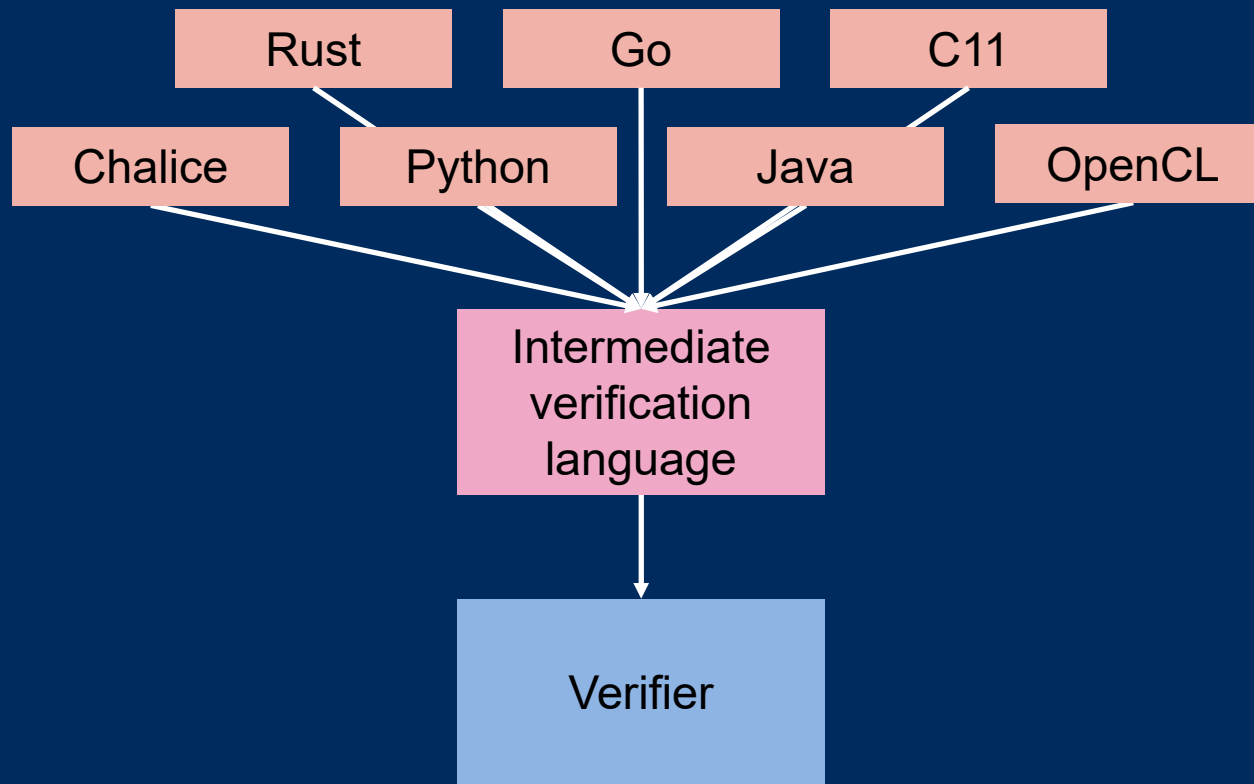 Rust
Go
C11
Chalice
Python
Java
OpenCL
Intermediate
verification
language
Verifier